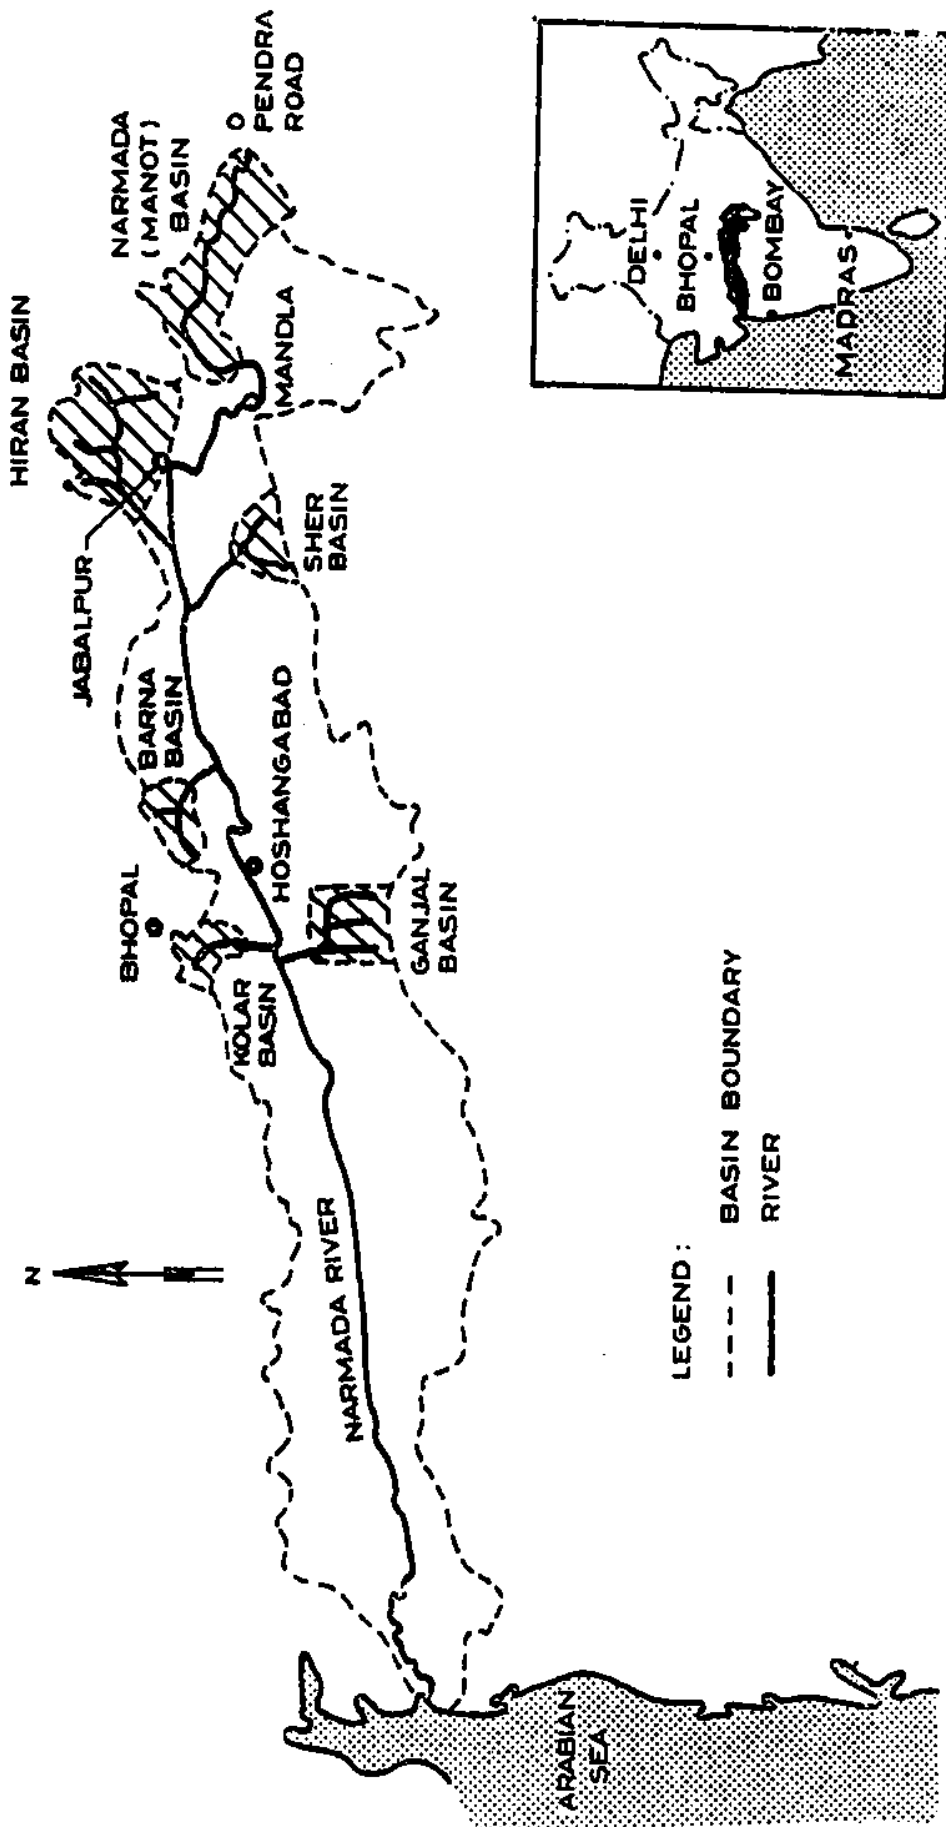 HIRAN BASIN
NARMADA
(MANOT)
BASIN
PENDRA
ROAD
JABALPUR
MANDLA
BARNA
BASIN
SHER
BASIN
BHOPAL
HOSHANGABAD
KOLAR
BASIN
GANJAL
BASIN
N
NARMADA RIVER
ARABIAN
SEA
LEGEND:
BASIN BOUNDARY
RIVER
DELHI
BHOPAL
BOMBAY
MADRAS